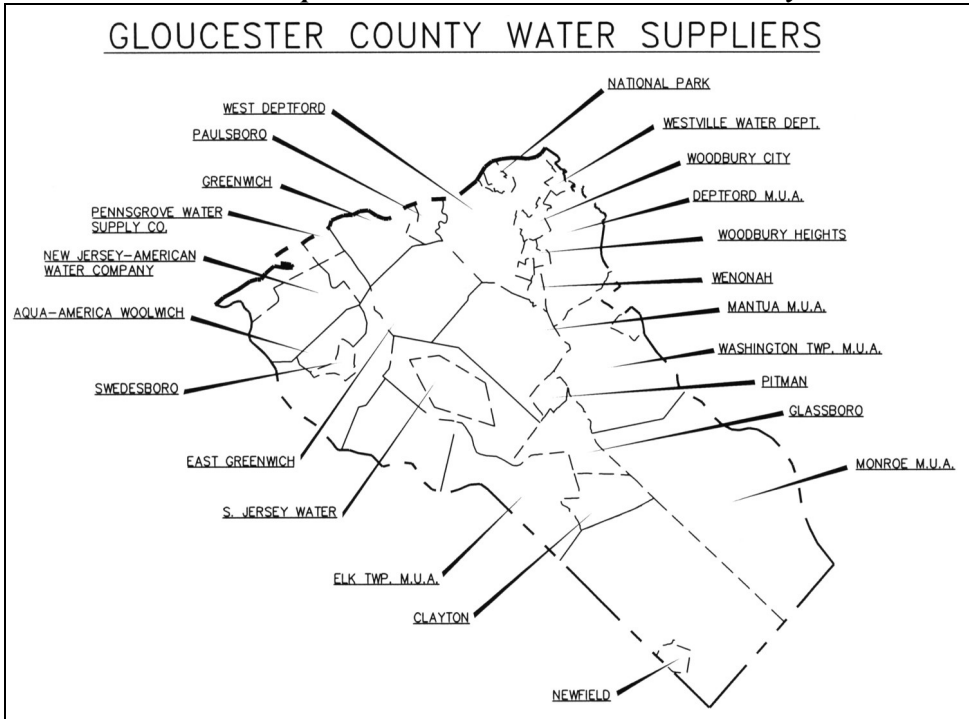 GLOUCESTER COUNTY WATER SUPPLIERS
NATIONAL PARK
WEST DEPTFORD
WESTVILLE WATER DEPT.
PAULSBORO
WOODBURY CITY
GREENWICH
DEPTFORD M.U.A.
PENNSGROVE WATER
SUPPLY CO.
WOODBURY HEIGHTS
NEW JERSEY-AMERICAN
WATER COMPANY
WENONAH
AQUA-AMERICA WOOLWICH
MANTUA M.U.A.
WASHINGTON TWP. M.U.A.
SWEDESBORO
PITMAN
GLASSBORO
EAST GREENWICH
MONROE M.U.A.
S. JERSEY WATER
ELK TWP. M.U.A.
CLAYTON
NEWFIELD